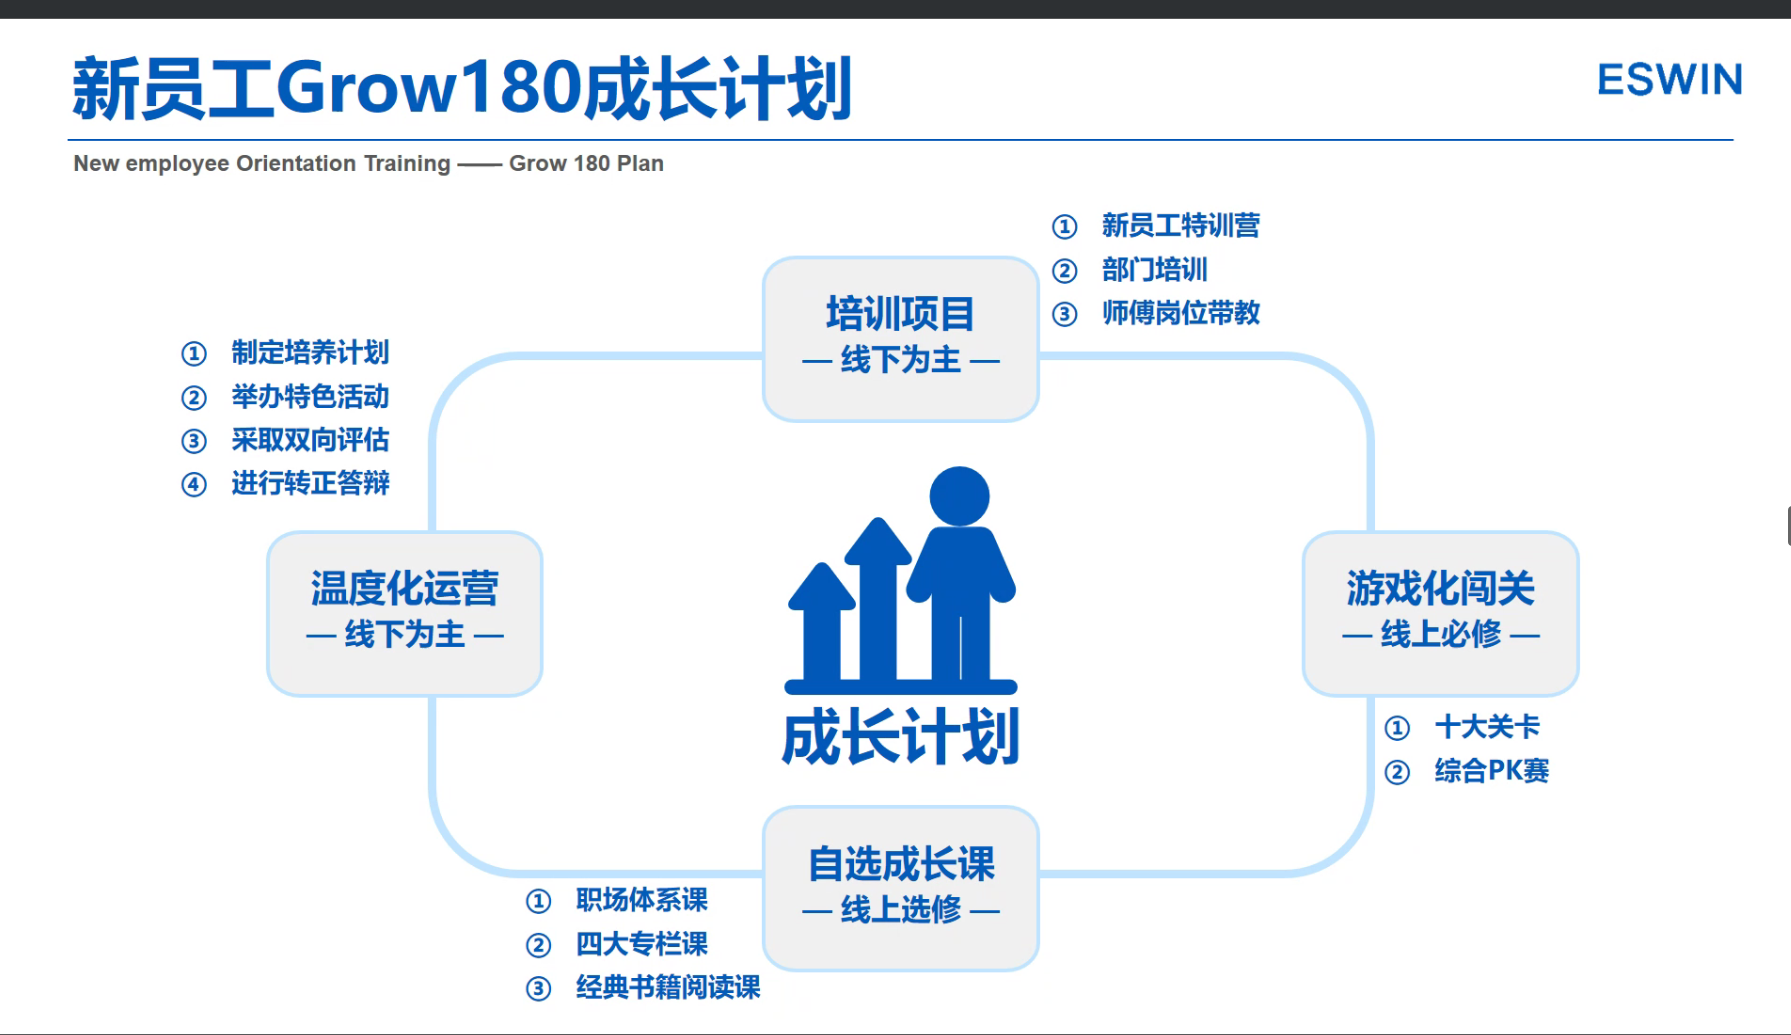 新员工Grow180成长计划
ESWIN
New employee Orientation Training —— Grow 180 Plan
① 新员工特训营
② 部门培训
③ 师傅岗位带教
培训项目
— 线下为主 —
① 制定培养计划
② 举办特色活动
③ 采取双向评估
④ 进行转正答辩
温度化运营
— 线下为主 —
成长计划
游戏化闯关
— 线上必修 —
① 十大关卡
② 综合PK赛
自选成长课
— 线上选修 —
① 职场体系课
② 四大专栏课
③ 经典书籍阅读课